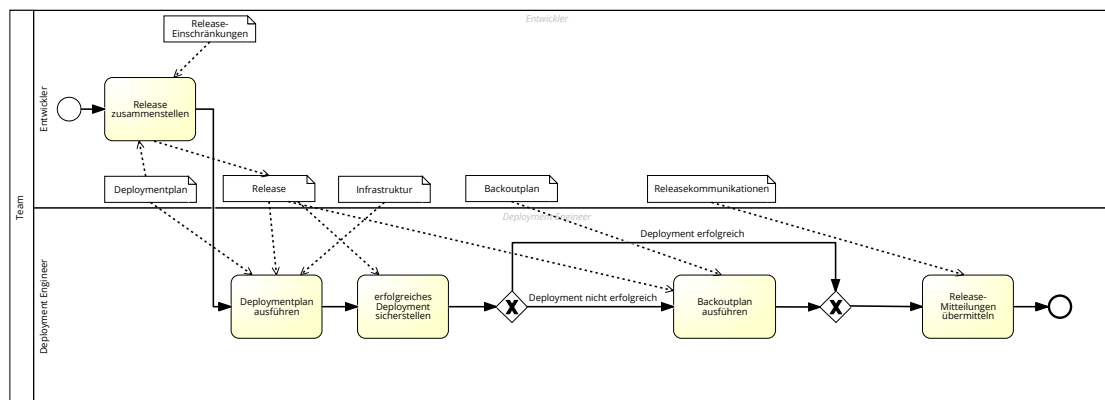 Team
Entwickler
Entwickler
Release-
Einschränkungen
Release
zusammenstellen
Deploymentplan
Release
Infrastruktur
Backoutplan
Releasekommunikationen
Deployment Engineer
Deployment Engineer
Deployment erfolgreich
Deploymentplan
ausführen
erfolgreiches
Deployment
sicherstellen
Deployment nicht erfolgreich
Backoutplan
ausführen
Release-
Mitteilungen
übermitteln